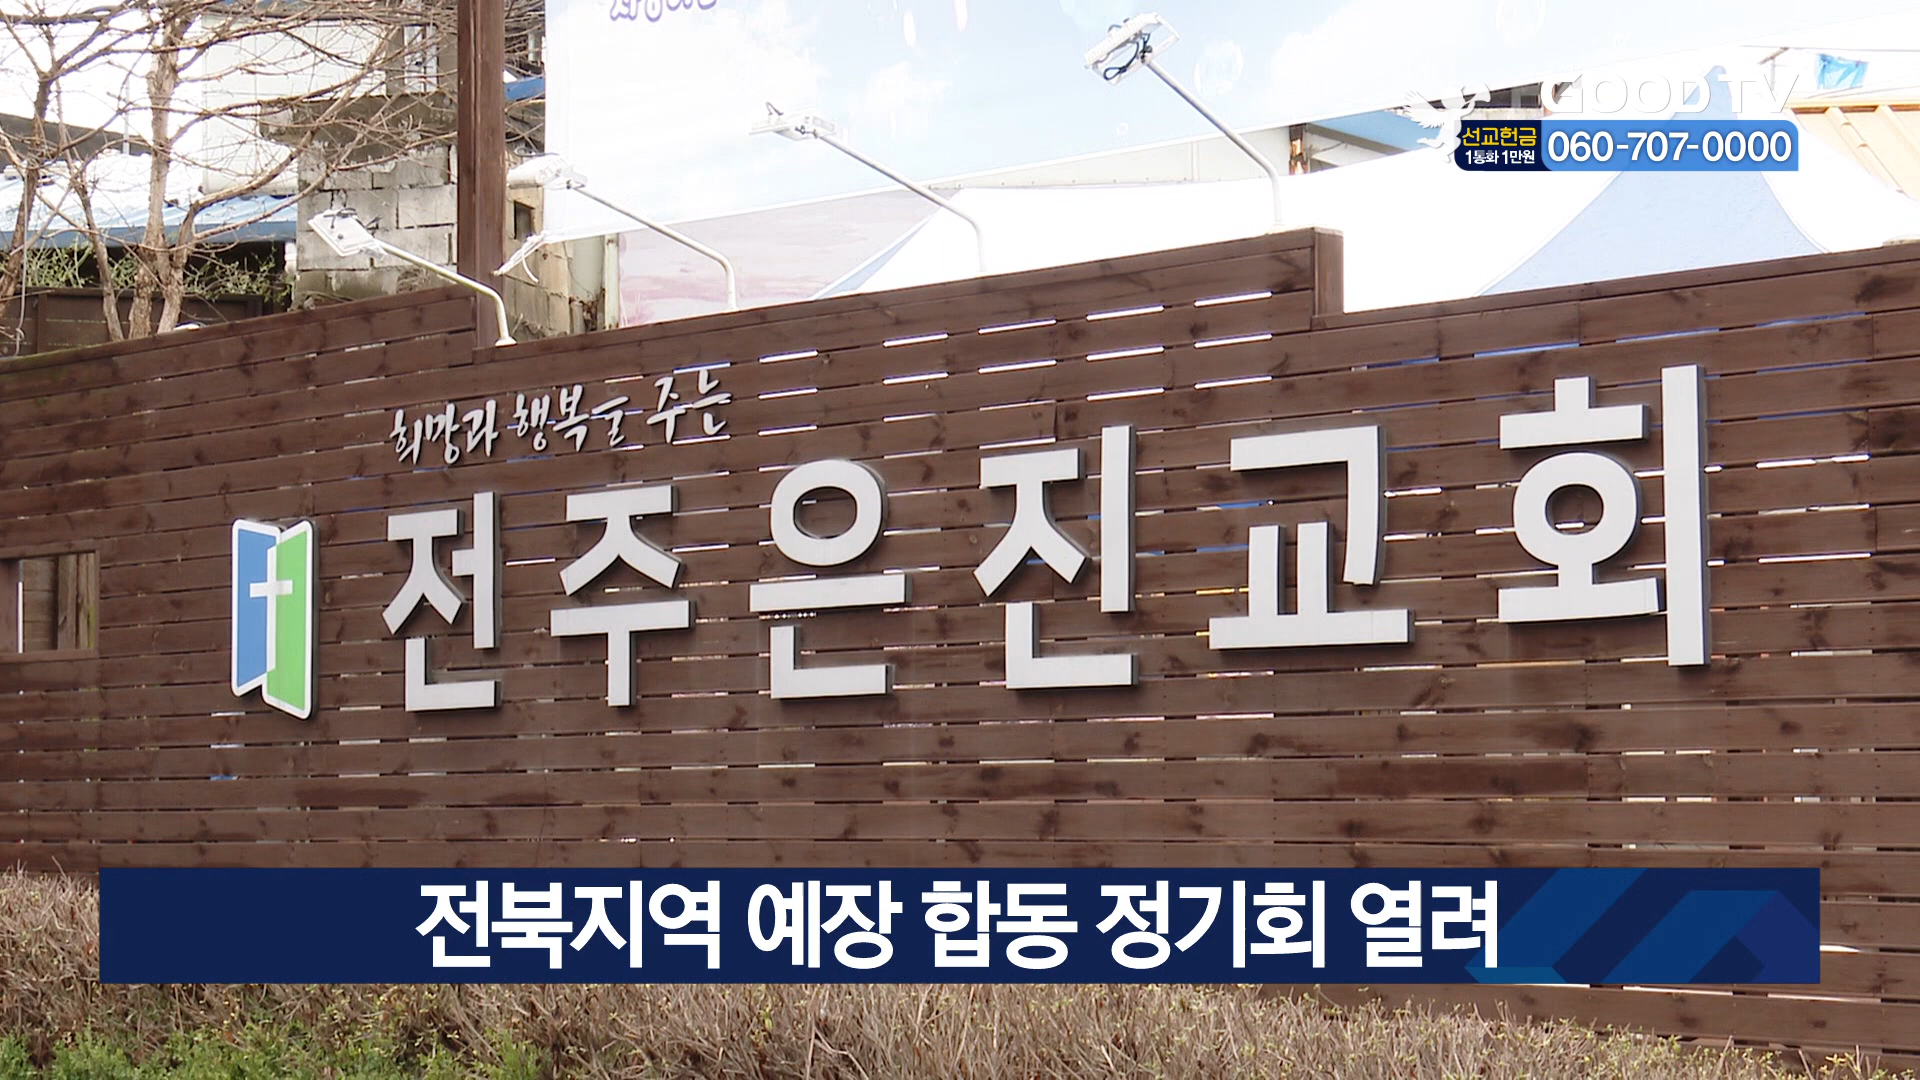 GOOD TV
선교헌금
1통화 1만원
060-707-0000
희망과 행복을 주는
전주은진교회
전북지역 예장 합동 정기회 열려